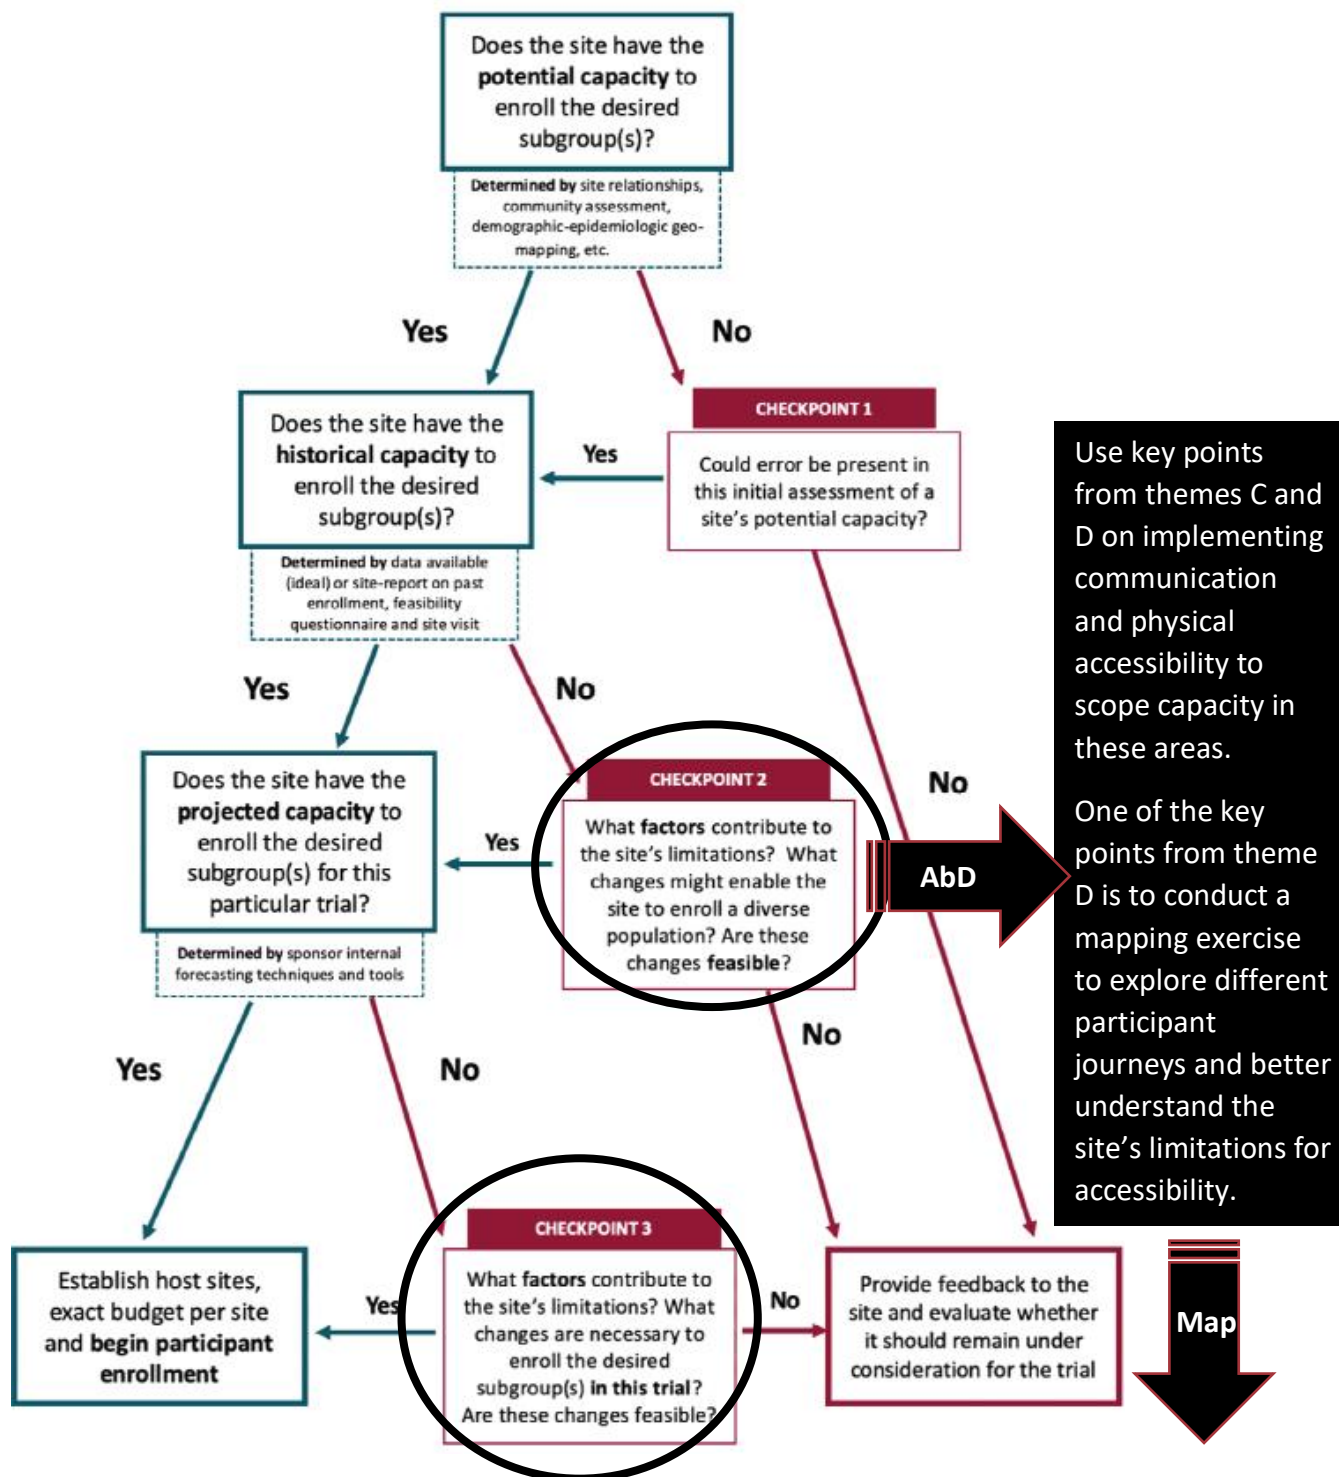 Does the site have the
potential capacity to
enroll the desired
subgroup(s)?
Determined by site relationships,
community assessment,
demographic-epidemiologic geo-
mapping, etc.
Yes
No
Does the site have the
historical capacity to
enroll the desired
subgroup(s)?
Determined by data available
(ideal) or site-report on past
enrollment, feasibility
questionnaire and site visit
Yes
CHECKPOINT 1
Could error be present in
this initial assessment of a
site's potential capacity?
Use key points
from themes C and
D on implementing
communication
and physical
accessibility to
scope capacity in
these areas.
One of the key
points from theme
D is to conduct a
mapping exercise
to explore different
participant
journeys and better
understand the
site's limitations for
accessibility.
Yes
No
No
Does the site have the
projected capacity to
enroll the desired
subgroup(s) for this
particular trial?
Determined by sponsor internal
forecasting techniques and tools
Yes
CHECKPOINT 2
What factors contribute to
the site's limitations? What
changes might enable the
site to enroll a diverse
population? Are these
changes feasible?
AbD
Yes
No
No
Establish host sites,
exact budget per site
and begin participant
enrollment
Yes
CHECKPOINT 3
What factors contribute to
the site's limitations? What
changes are necessary to
enroll the desired
subgroup(s) in this trial?
Are these changes feasible?
No
Provide feedback to the
site and evaluate whether
it should remain under
consideration for the trial
Map